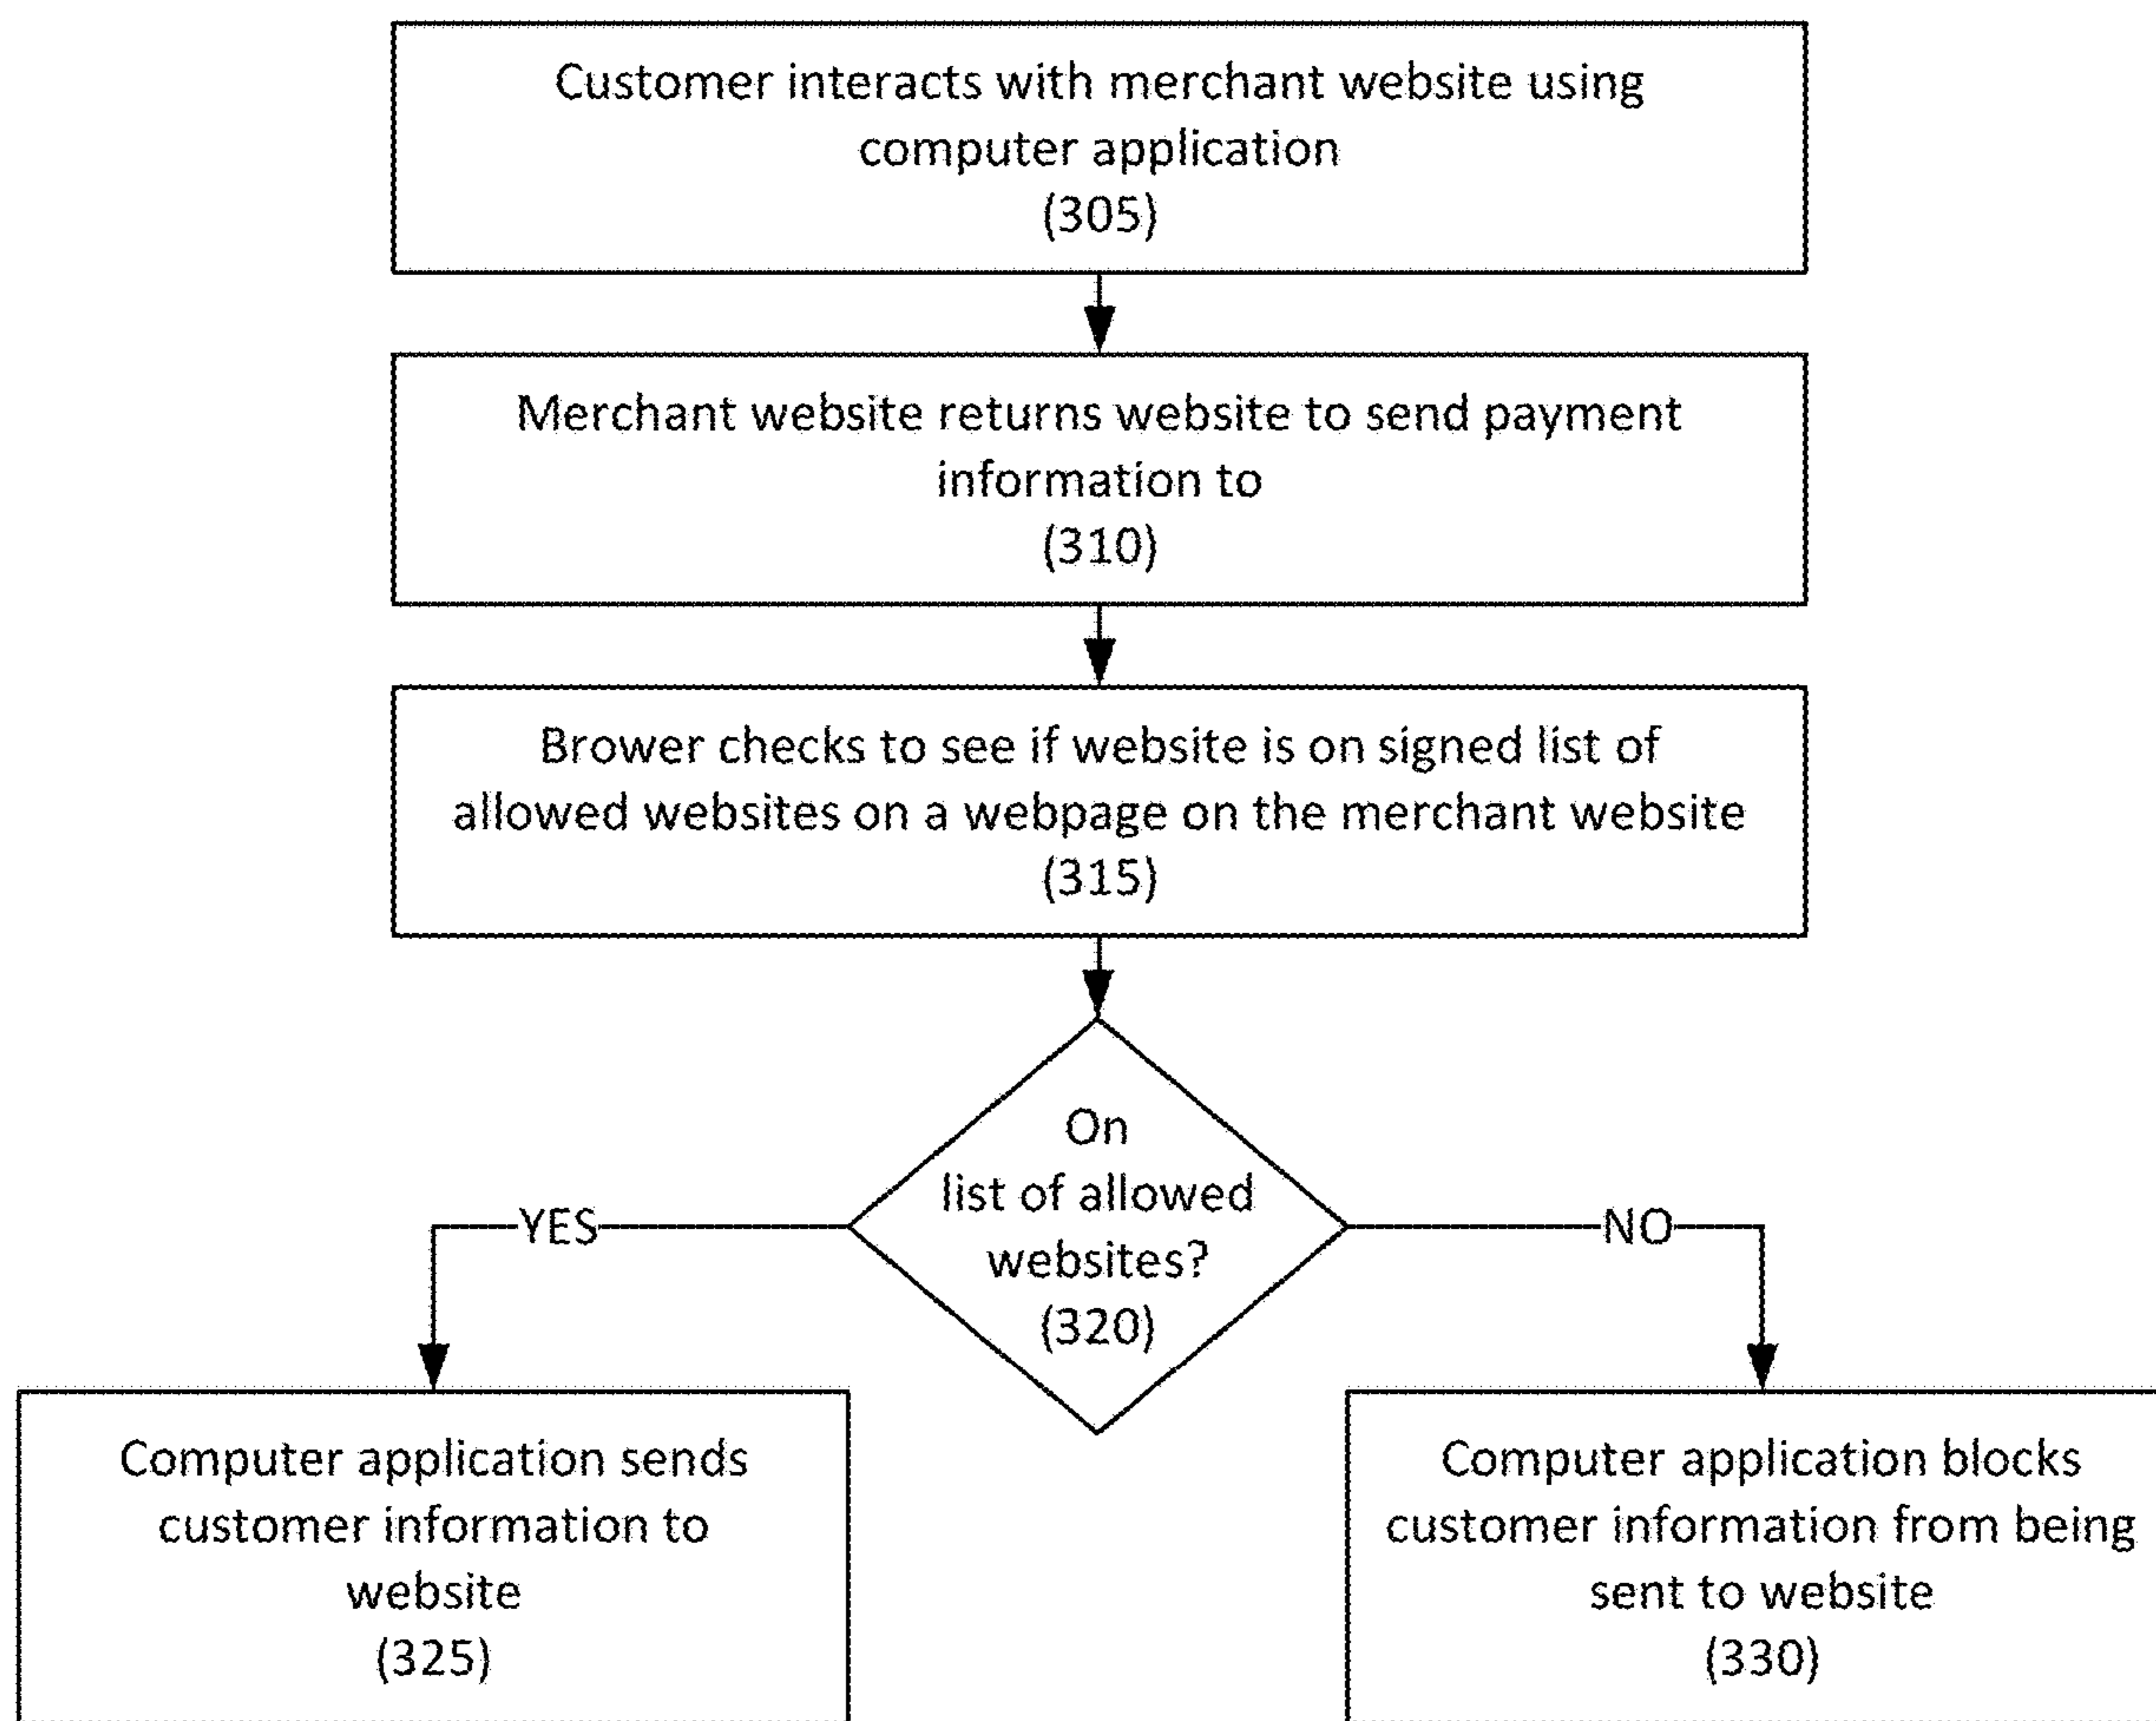 Customer interacts with merchant website using
computer application
(305)
Merchant website returns website to send payment
information to
(310)
Brower checks to see if website is on signed list of
allowed websites on a webpage on the merchant website
(315)
On
list of allowed
websites?
(320)
YES
NO
Computer application sends
customer information to
website
(325)
Computer application blocks
customer information from being
sent to website
(330)